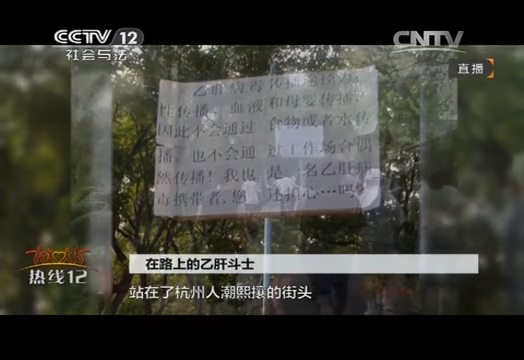 CCTV 12
社会与法
CNTV
直播
乙肝病毒传播途径为：
性传播、血液和母婴传播，
因此不会通过食物或者水传
播，也不会通过工作场合偶
然传播！我也是一名乙肝病
毒携带者，您还担心…吗？
在路上的乙肝斗士
热线12
站在了杭州人潮熙攘的街头